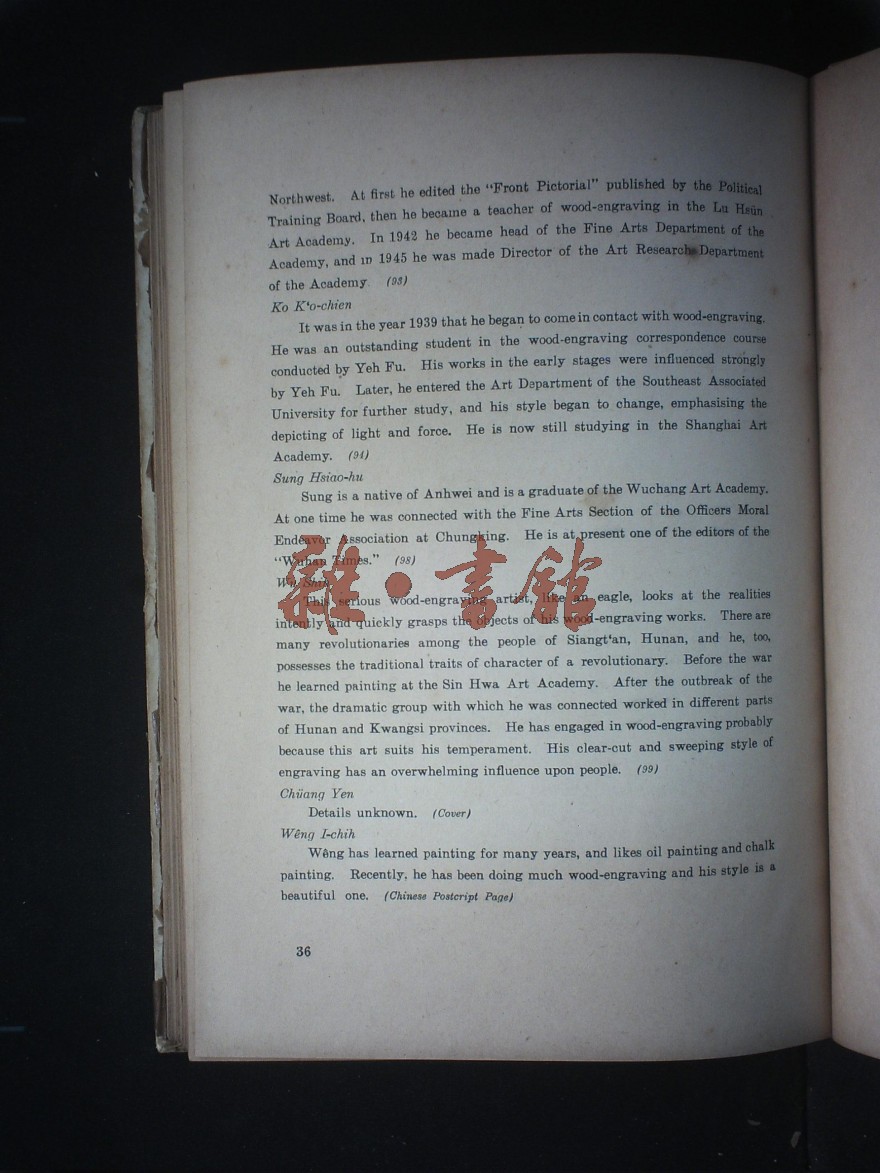 Northwest. At first he edited the "Front Pictorial" published by the Political
Training Board, then he became a teacher of wood-engraving in the Lu Hsün
Art Academy. In 1942 he became head of the Fine Arts Department of the
Academy, and in 1945 he was made Director of the Art Research Department
of the Academy. (93)
Ko K'o-chien
It was in the year 1939 that he began to come in contact with wood-engraving.
He was an outstanding student in the wood-engraving correspondence course
conducted by Yeh Fu. His works in the early stages were influenced strongly
by Yeh Fu. Later, he entered the Art Department of the Southeast Associated
University for further study, and his style began to change, emphasising the
depicting of light and force. He is now still studying in the Shanghai Art
Academy. (94)
Sung Hsiao-hu
Sung is a native of Anhwei and is a graduate of the Wuchang Art Academy.
At one time he was connected with the Fine Arts Section of the Officers Moral
Endeavor Association at Chungking. He is at present one of the editors of the
"Wuhan Times." (98)
This serious wood-engraving artist, like an eagle, looks at the realities
intently and quickly grasps the objects of his wood-engraving works. There are
many revolutionaries among the people of Siangt'an, Hunan, and he, too,
possesses the traditional traits of character of a revolutionary. Before the war
he learned painting at the Sin Hwa Art Academy. After the outbreak of the
war, the dramatic group with which he was connected worked in different parts
of Hunan and Kwangsi provinces. He has engaged in wood-engraving probably
because this art suits his temperament. His clear-cut and sweeping style of
engraving has an overwhelming influence upon people. (99)
Chüang Yen
Details unknown. (Cover)
Wêng I-chih
Wêng has learned painting for many years, and likes oil painting and chalk
painting. Recently, he has been doing much wood-engraving and his style is a
beautiful one. (Chinese Postcript Page)
36
雜·書館